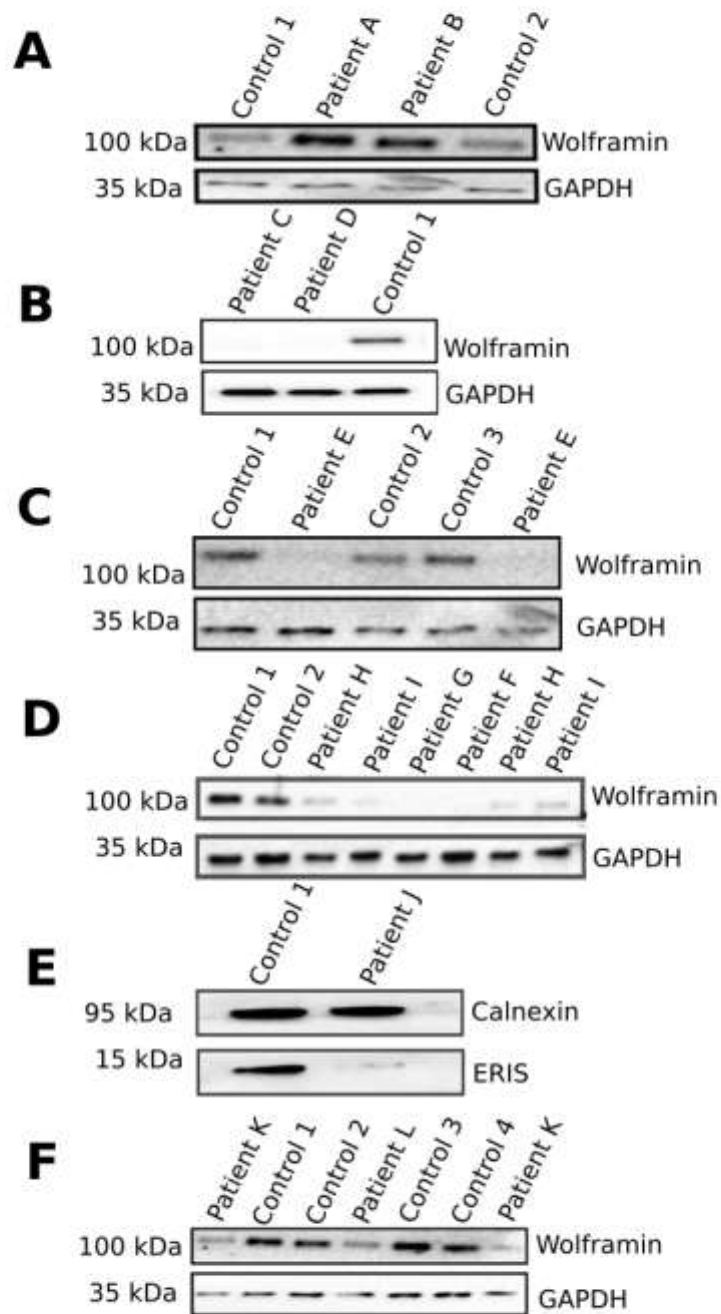 A
Control 1 Patient A Patient B Control 2
100 kDa Wolframin
35 kDa GAPDH
B
Patient C Patient D Control 1
100 kDa Wolframin
35 kDa GAPDH
C
Control 1 Patient E Control 2 Control 3 Patient E
100 kDa Wolframin
35 kDa GAPDH
D
Control 1 Control 2 Patient H Patient I Patient G Patient F Patient H Patient I
100 kDa Wolframin
35 kDa GAPDH
E
Control 1 Patient J
95 kDa Calnexin
15 kDa ERIS
F
Patient K Control 1 Control 2 Patient L Control 3 Control 4 Patient K
100 kDa Wolframin
35 kDa GAPDH